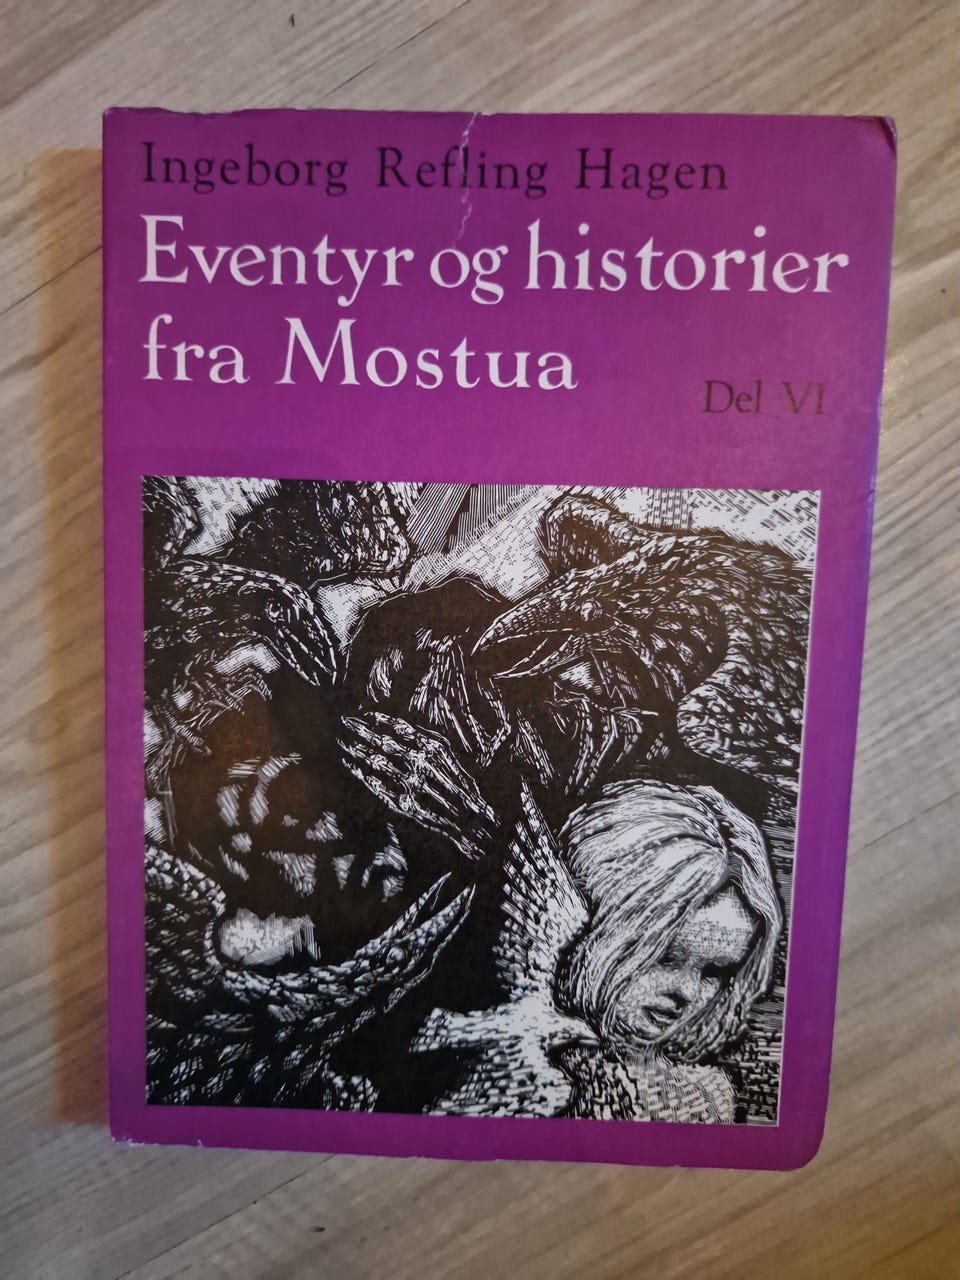 Ingeborg Refling Hagen
Eventyr og historier
fra Mostua
Del VI